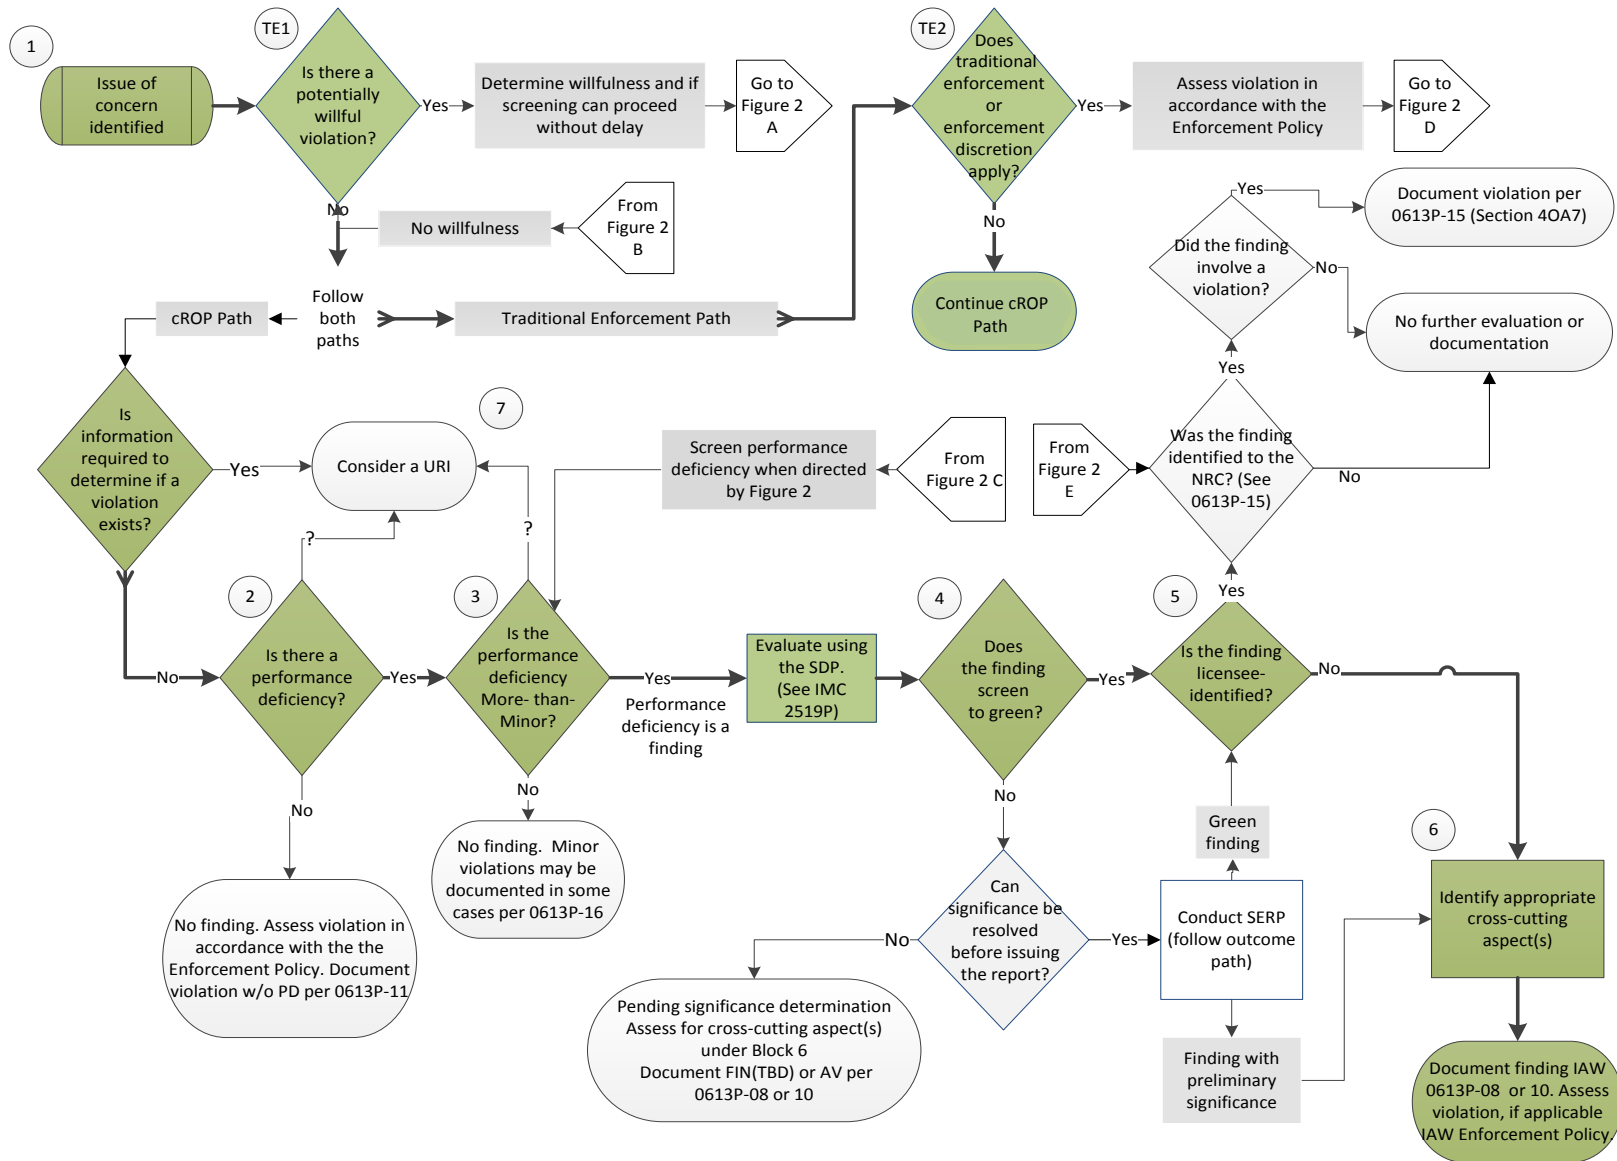 1
Issue of
concern
identified
TE1
Is there a
potentially
willful
violation?
Yes
Determine willfulness and if
screening can proceed
without delay
Go to
Figure 2
A
No
No willfulness
From
Figure 2
B
TE2
Does
traditional
enforcement
or
enforcement
discretion
apply?
Yes
Assess violation in
accordance with the
Enforcement Policy
Go to
Figure 2
D
No
Continue cROP
Path
cROP Path
Follow
both
paths
Traditional Enforcement Path
Yes
Document violation per
0613P-15 (Section 4OA7)
Did the finding
involve a
violation?
No
No further evaluation or
documentation
Yes
Is
information
required to
determine if a
violation
exists?
Yes
7
Consider a URI
?
?
Screen performance
deficiency when directed
by Figure 2
From
Figure 2 C
From
Figure 2
E
Was the finding
identified to the
NRC? (See
0613P-15)
No
Yes
No
2
Is there a
performance
deficiency?
Yes
3
Is the
performance
deficiency
More- than-
Minor?
Yes
Performance
deficiency is a
finding
Evaluate using
the SDP.
(See IMC
2519P)
4
Does
the finding
screen
to green?
Yes
5
Is the finding
licensee-
identified?
No
No
No finding. Assess violation in
accordance with the the
Enforcement Policy. Document
violation w/o PD per 0613P-11
No
No finding.  Minor
violations may be
documented in some
cases per 0613P-16
No
Can
significance be
resolved
before issuing
the report?
No
Yes
Pending significance determination
Assess for cross-cutting aspect(s)
under Block 6
Document FIN(TBD) or AV per
0613P-08 or 10
Green
finding
Conduct SERP
(follow outcome
path)
Finding with
preliminary
significance
6
Identify appropriate
cross-cutting
aspect(s)
Document finding IAW
0613P-08  or 10. Assess
violation, if applicable
IAW Enforcement Policy.